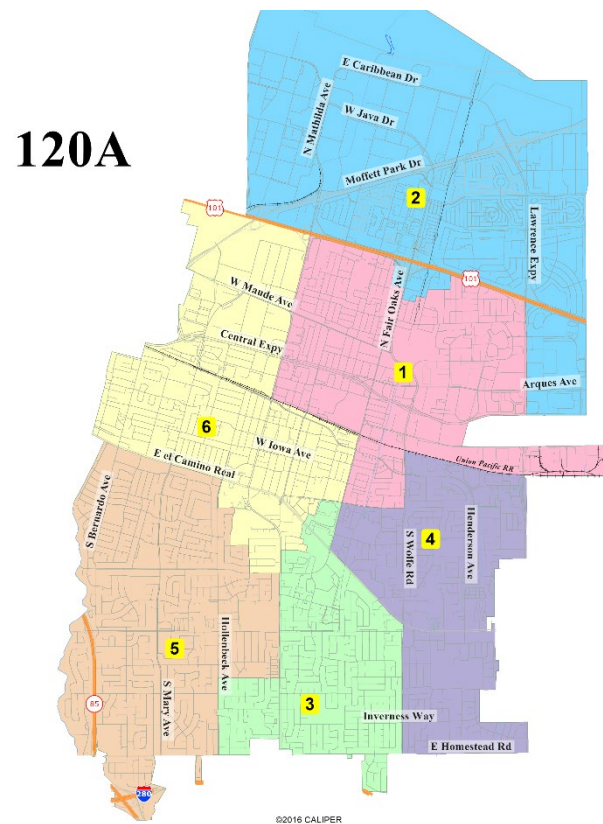 120A
E Caribbean Dr
N Mathilda Ave
W Java Dr
Moffett Park Dr
2
101
Lawrence Expy
W Maude Ave
N Fair Oaks Ave
101
Central Expy
1
Arques Ave
6
W Iowa Ave
E el Camino Real
Union Pacific RR
S Bernardo Ave
S Wolfe Rd
4
Henderson Ave
Hollenbeck Ave
5
S Mary Ave
85
3
Inverness Way
E Homestead Rd
280
©2016 CALIPER